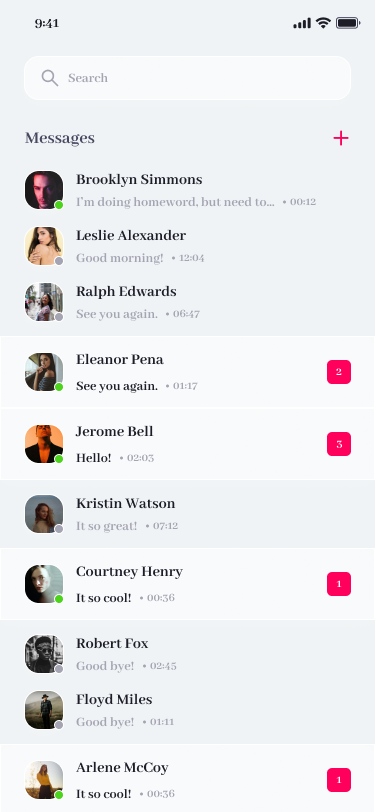 9:41
Search
Messages
Brooklyn Simmons
I'm doing homeword, but need to... • 00:12
Leslie Alexander
Good morning! • 12:04
Ralph Edwards
See you again. • 06:47
Eleanor Pena
See you again. • 01:17
2
Jerome Bell
Hello! • 02:03
3
Kristin Watson
It so great! • 07:12
Courtney Henry
It so cool! • 00:36
1
Robert Fox
Good bye! • 02:45
Floyd Miles
Good bye! • 01:11
Arlene McCoy
It so cool! • 00:36
1